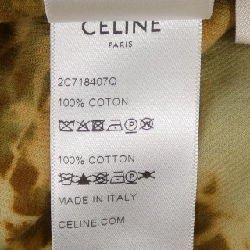 CELINE
PARIS
2C718407Q
100% COTON
100% COTTON
MADE IN ITALY
CELINE.COM